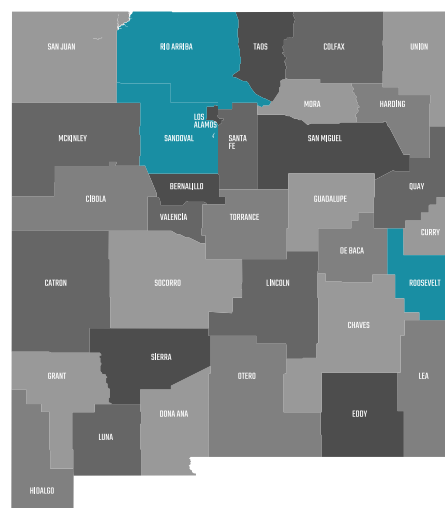 SAN JUAN
RIO ARRIBA
TAOS
COLFAX
UNION
MORA
HARDING
LOS
ALAMOS
MCKINLEY
SANDOVAL
SANTA
FE
SAN MIGUEL
BERNALILLO
QUAY
CIBOLA
GUADALUPE
VALENCIA
TORRANCE
CURRY
DE BACA
CATRON
SOCORRO
LINCOLN
ROOSEVELT
CHAVES
SIERRA
GRANT
OTERO
LEA
DONA ANA
EDDY
LUNA
HIDALGO